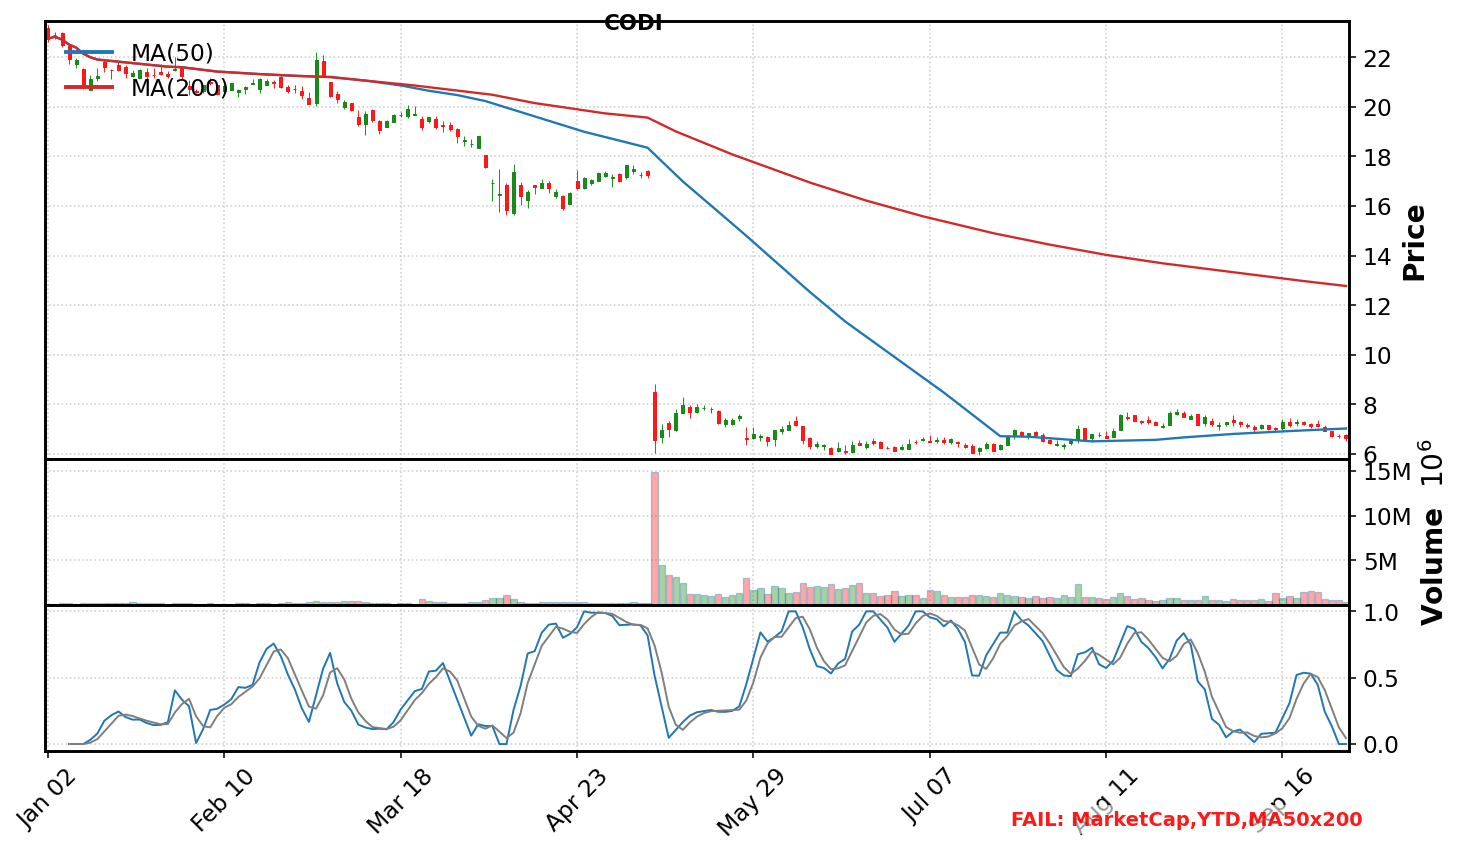 CODI
MA(50)
MA(200)
22
20
18
16
14
12
10
8
6
Price
15M
10M
5M
Volume 10^6
1.0
0.5
0.0
Jan 02
Feb 10
Mar 18
Apr 23
May 29
Jul 07
Aug 11
Sep 16
FAIL: MarketCap,YTD,MA50x200